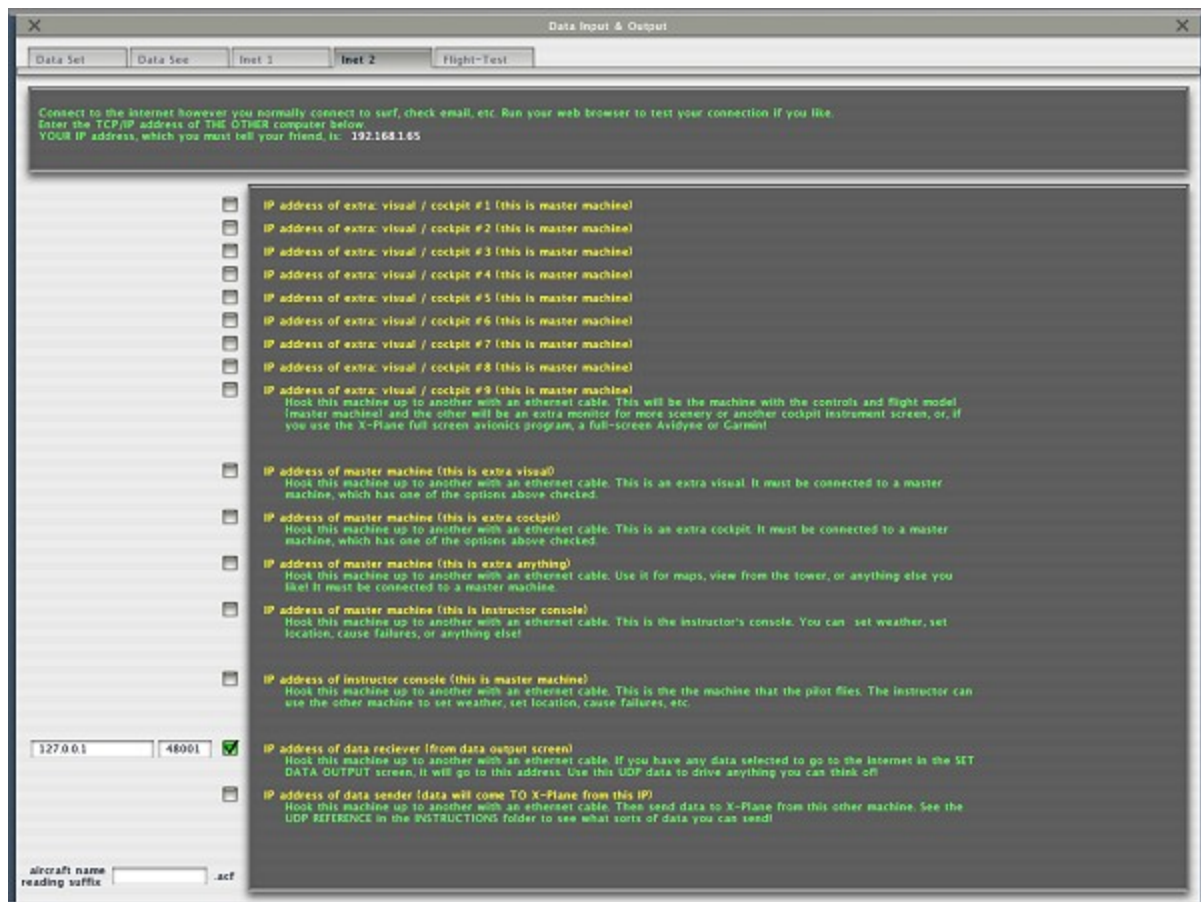 Data Input & Output
Data Set
Data See
Inet 1
Inet 2
Flight-Test
Connect to the internet however you normally connect to surf, check email, etc. Run your web browser to test your connection if you like.
Enter the TCP/IP address of THE OTHER computer below.
YOUR IP address, which you must tell your friend, is: 192.168.1.65
IP address of extra: visual / cockpit #1 (this is master machine)
IP address of extra: visual / cockpit #2 (this is master machine)
IP address of extra: visual / cockpit #3 (this is master machine)
IP address of extra: visual / cockpit #4 (this is master machine)
IP address of extra: visual / cockpit #5 (this is master machine)
IP address of extra: visual / cockpit #6 (this is master machine)
IP address of extra: visual / cockpit #7 (this is master machine)
IP address of extra: visual / cockpit #8 (this is master machine)
IP address of extra: visual / cockpit #9 (this is master machine)
Hook this machine up to another with an ethernet cable. This will be the machine with the controls and flight model
(master machine) and the other will be an extra monitor for more scenery or another cockpit instrument screen, or, if
you use the X-Plane full screen avionics program, a full-screen Avidyne or Garmin!
IP address of master machine (this is extra visual)
Hook this machine up to another with an ethernet cable. This is an extra visual. It must be connected to a master
machine, which has one of the options above checked.
IP address of master machine (this is extra cockpit)
Hook this machine up to another with an ethernet cable. This is an extra cockpit. It must be connected to a master
machine, which has one of the options above checked.
IP address of master machine (this is extra anything)
Hook this machine up to another with an ethernet cable. Use it for maps, view from the tower, or anything else you
like! It must be connected to a master machine.
IP address of master machine (this is instructor console)
Hook this machine up to another with an ethernet cable. This is the instructor's console. You can set weather, set
location, cause failures, or anything else!
IP address of instructor console (this is master machine)
Hook this machine up to another with an ethernet cable. This is the the machine that the pilot flies. The instructor can
use the other machine to set weather, set location, cause failures, etc.
127.0.0.1 48001 IP address of data reciever (from data output screen)
Hook this machine up to another with an ethernet cable. If you have any data selected to go to the Internet in the SET
DATA OUTPUT screen, it will go to this address. Use this UDP data to drive anything you can think of!
IP address of data sender (data will come TO X-Plane from this IP)
Hook this machine up to another with an ethernet cable. Then send data to X-Plane from this other machine. See the
UDP REFERENCE in the INSTRUCTIONS folder to see what sorts of data you can send!
aircraft name
reading suffix .acf